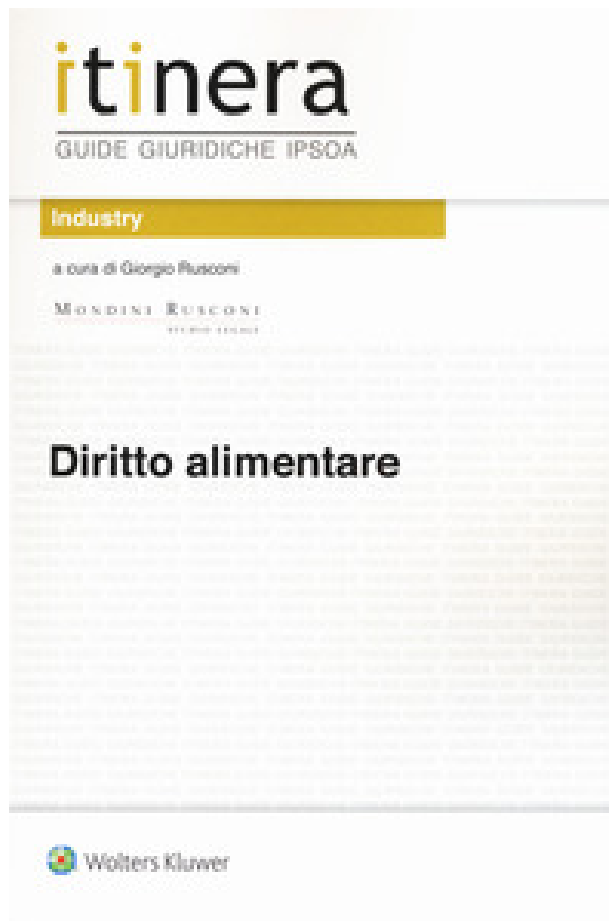 itinera
GUIDE GIURIDICHE IPSOA
Industry
a cura di Giorgio Rusconi
MONDINI RUSCONI
STUDIO LEGALE
Diritto alimentare
Wolters Kluwer